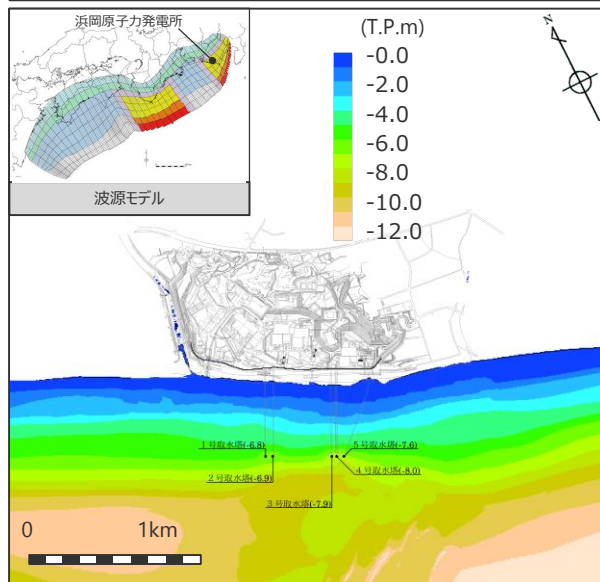 浜岡原子力発電所
波源モデル
(T.P.m)
-0.0
-2.0
-4.0
-6.0
-8.0
-10.0
-12.0
N
1号取水塔(-6.8)
5号取水塔(-7.6)
2号取水塔(-6.9)
4号取水塔(-8.0)
3号取水塔(-7.9)
0 1km